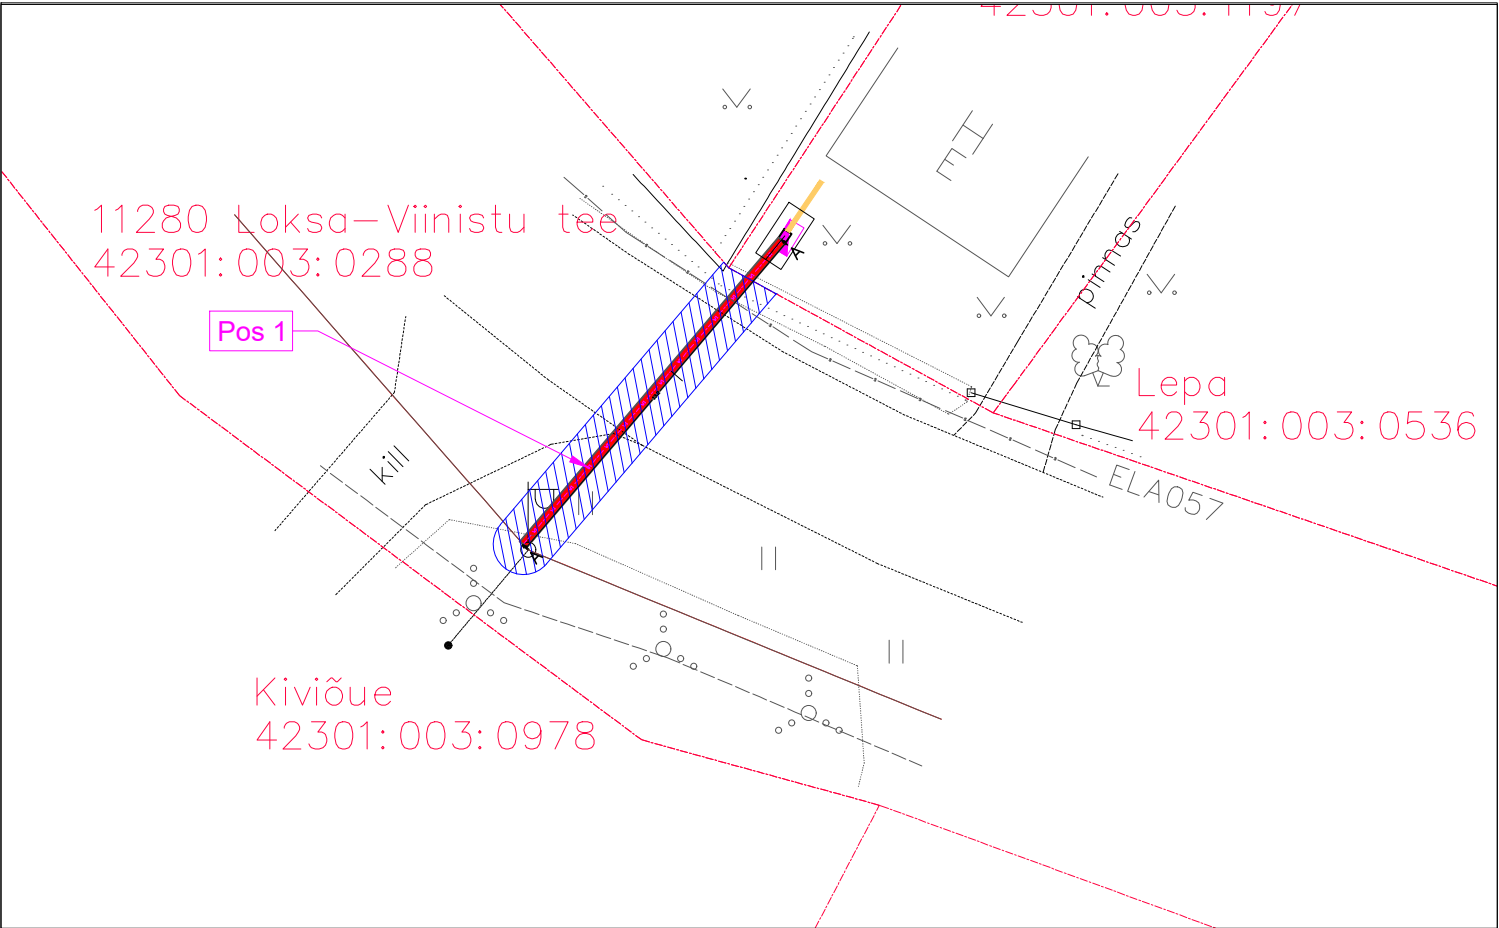 11280 Loksa-Viinistu tee
42301:003:0288
Pos 1
EH
pinnas
A
Lepa
42301:003:0536
kill
ELA057
A
Kiviõue
42301:003:0978